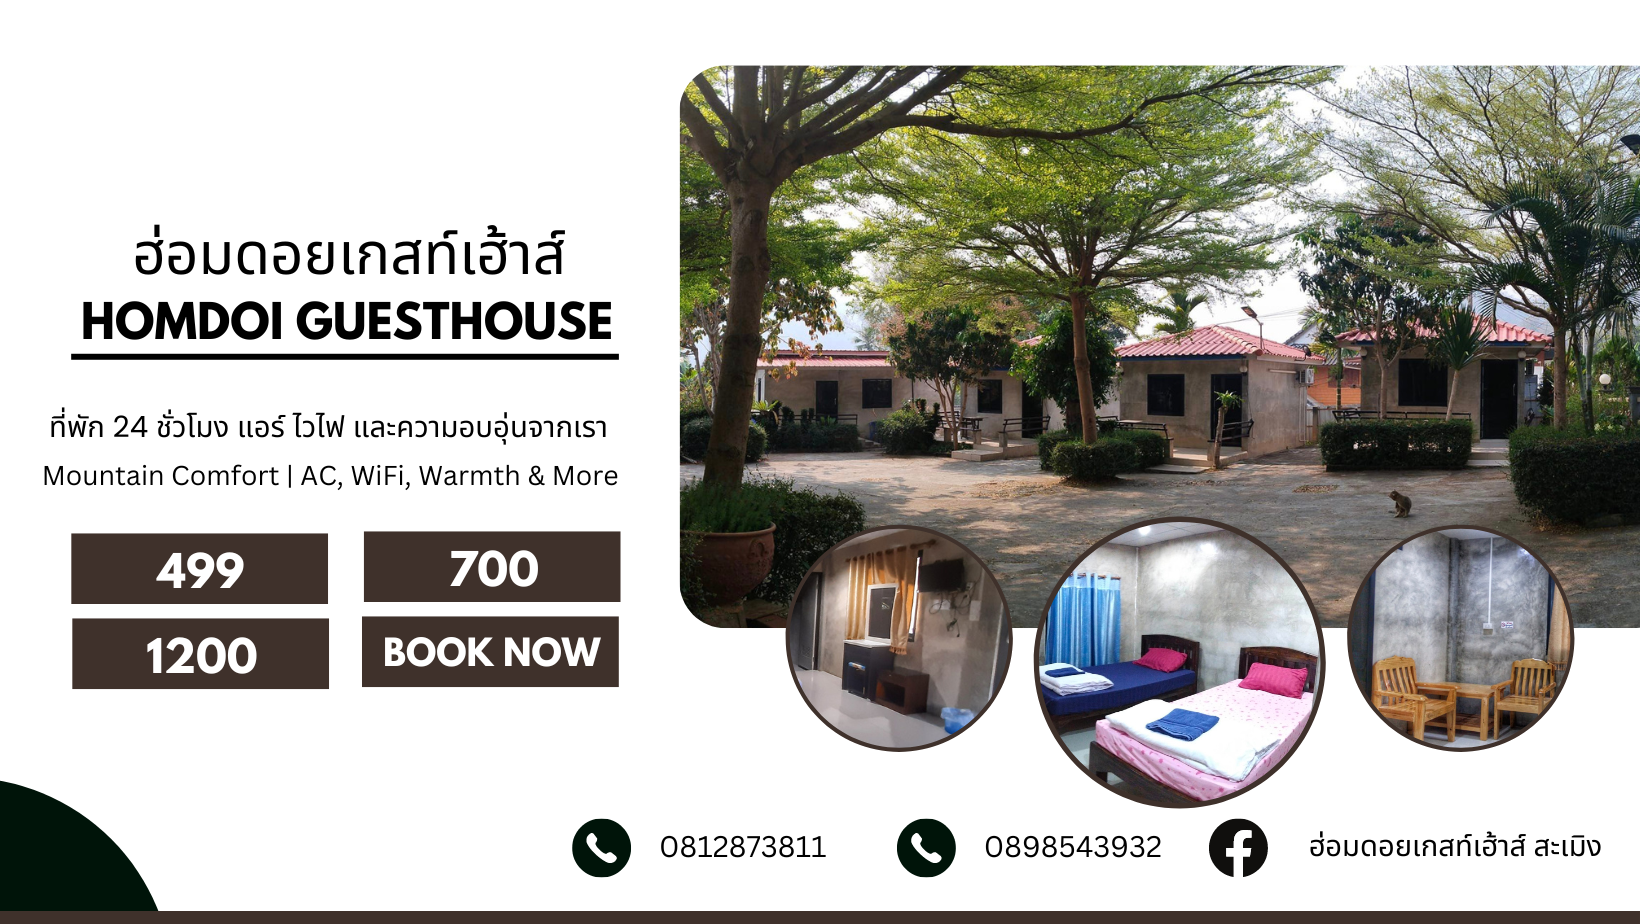 ฮ่อมดอยเกสท์เฮ้าส์
HOMDOI GUESTHOUSE
ที่พัก 24 ชั่วโมง แอร์ ไวไฟ และความอบอุ่นจากเรา
Mountain Comfort | AC, WiFi, Warmth & More
499
700
1200
BOOK NOW
0812873811
0898543932
ฮ่อมดอยเกสท์เฮ้าส์ สะเมิง